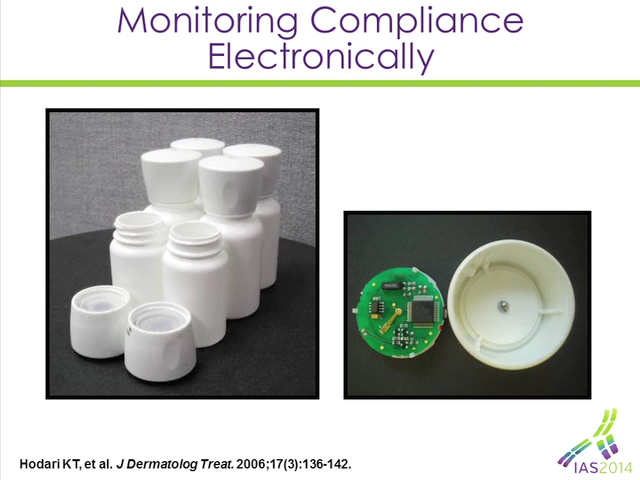 Monitoring Compliance
Electronically
Hodari KT, et al. J Dermatolog Treat. 2006;17(3):136-142.
IAS2014